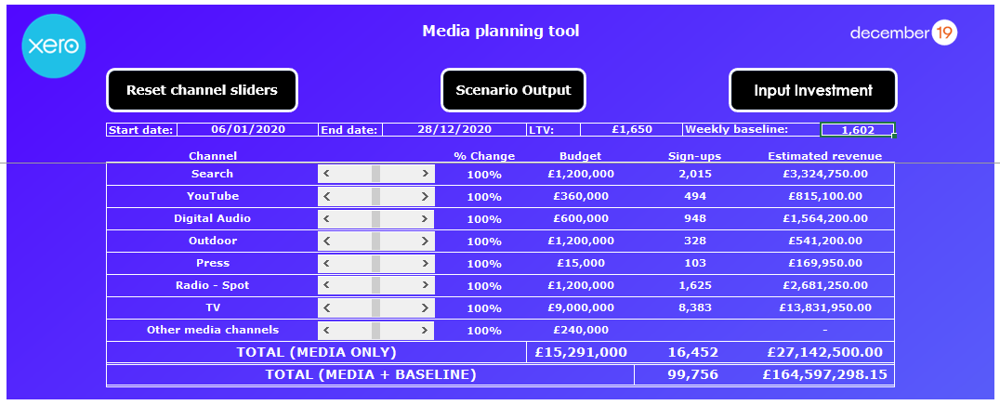 xero
Media planning tool
december 19
Reset channel sliders
Scenario Output
Input Investment
Start date: 06/01/2020 End date: 28/12/2020 LTV: £1,650 Weekly baseline: 1,602
Channel % Change Budget Sign-ups Estimated revenue
Search 100% £1,200,000 2,015 £3,324,750.00
YouTube 100% £360,000 494 £815,100.00
Digital Audio 100% £600,000 948 £1,564,200.00
Outdoor 100% £1,200,000 328 £541,200.00
Press 100% £15,000 103 £169,950.00
Radio - Spot 100% £1,200,000 1,625 £2,681,250.00
TV 100% £9,000,000 8,383 £13,831,950.00
Other media channels 100% £240,000 -
TOTAL (MEDIA ONLY) £15,291,000 16,452 £27,142,500.00
TOTAL (MEDIA + BASELINE) 99,756 £164,597,298.15